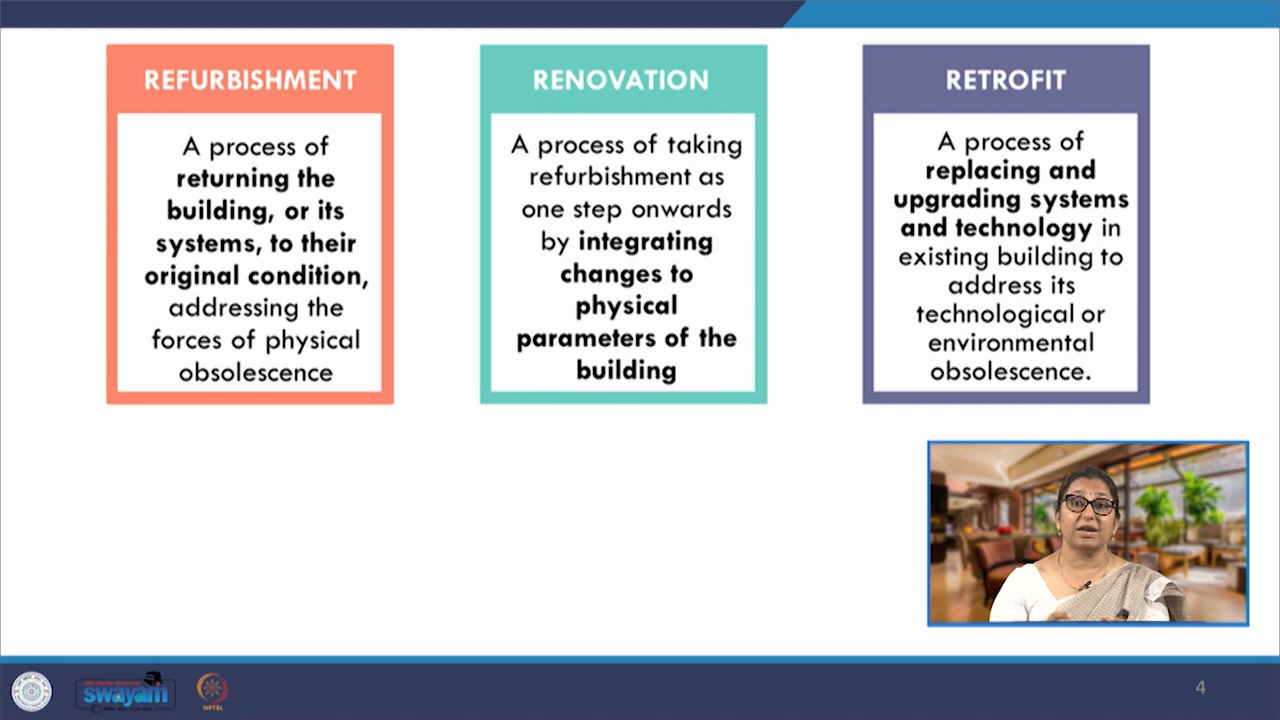 REFURBISHMENT
A process of
returning the
building, or its
systems, to their
original condition,
addressing the
forces of physical
obsolescence
RENOVATION
A process of taking
refurbishment as
one step onwards
by integrating
changes to
physical
parameters of the
building
RETROFIT
A process of
replacing and
upgrading systems
and technology in
existing building to
address its
technological or
environmental
obsolescence.
swayam
NPTEL
4